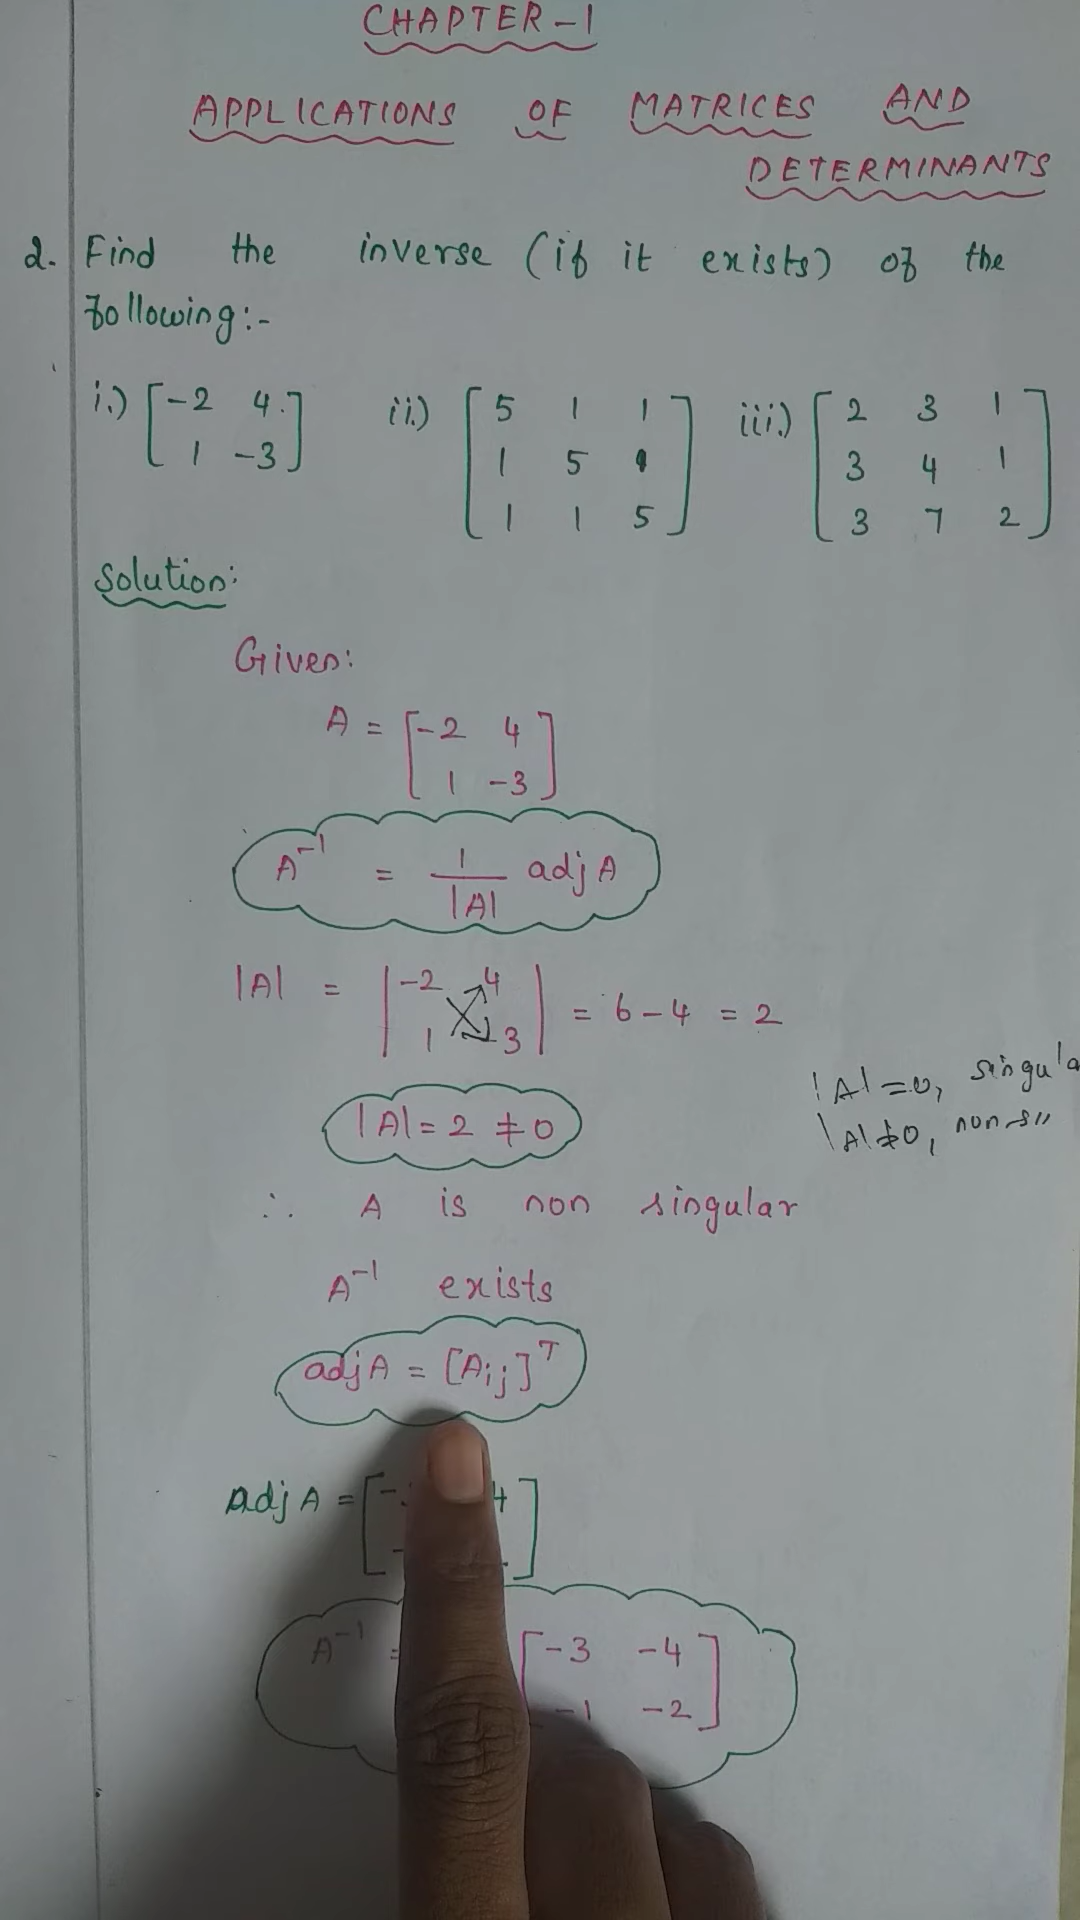 CHAPTER-1
APPLICATIONS OF MATRICES AND
DETERMINANTS
2. Find the inverse (if it exists) of the
following:-
i.) [-2 4 ii.) [5 1 1 iii.) [2 3 1
1 -3] 1 5 1 3 4 1
1 1 5] 3 7 2]
Solution:
Given:
A = [-2 4
1 -3]
A⁻¹ = 1/|A| adj A
|A| = |-2 4
1 -3| = 6-4 = 2
|A|=0, singula
|A|≠0, non-si"
|A| = 2 ≠ 0
∴ A is non singular
A⁻¹ exists
adj A = [Aij]ᵀ
Adj A = [- 4
- ]
A⁻¹ = [-3 -4
-1 -2]